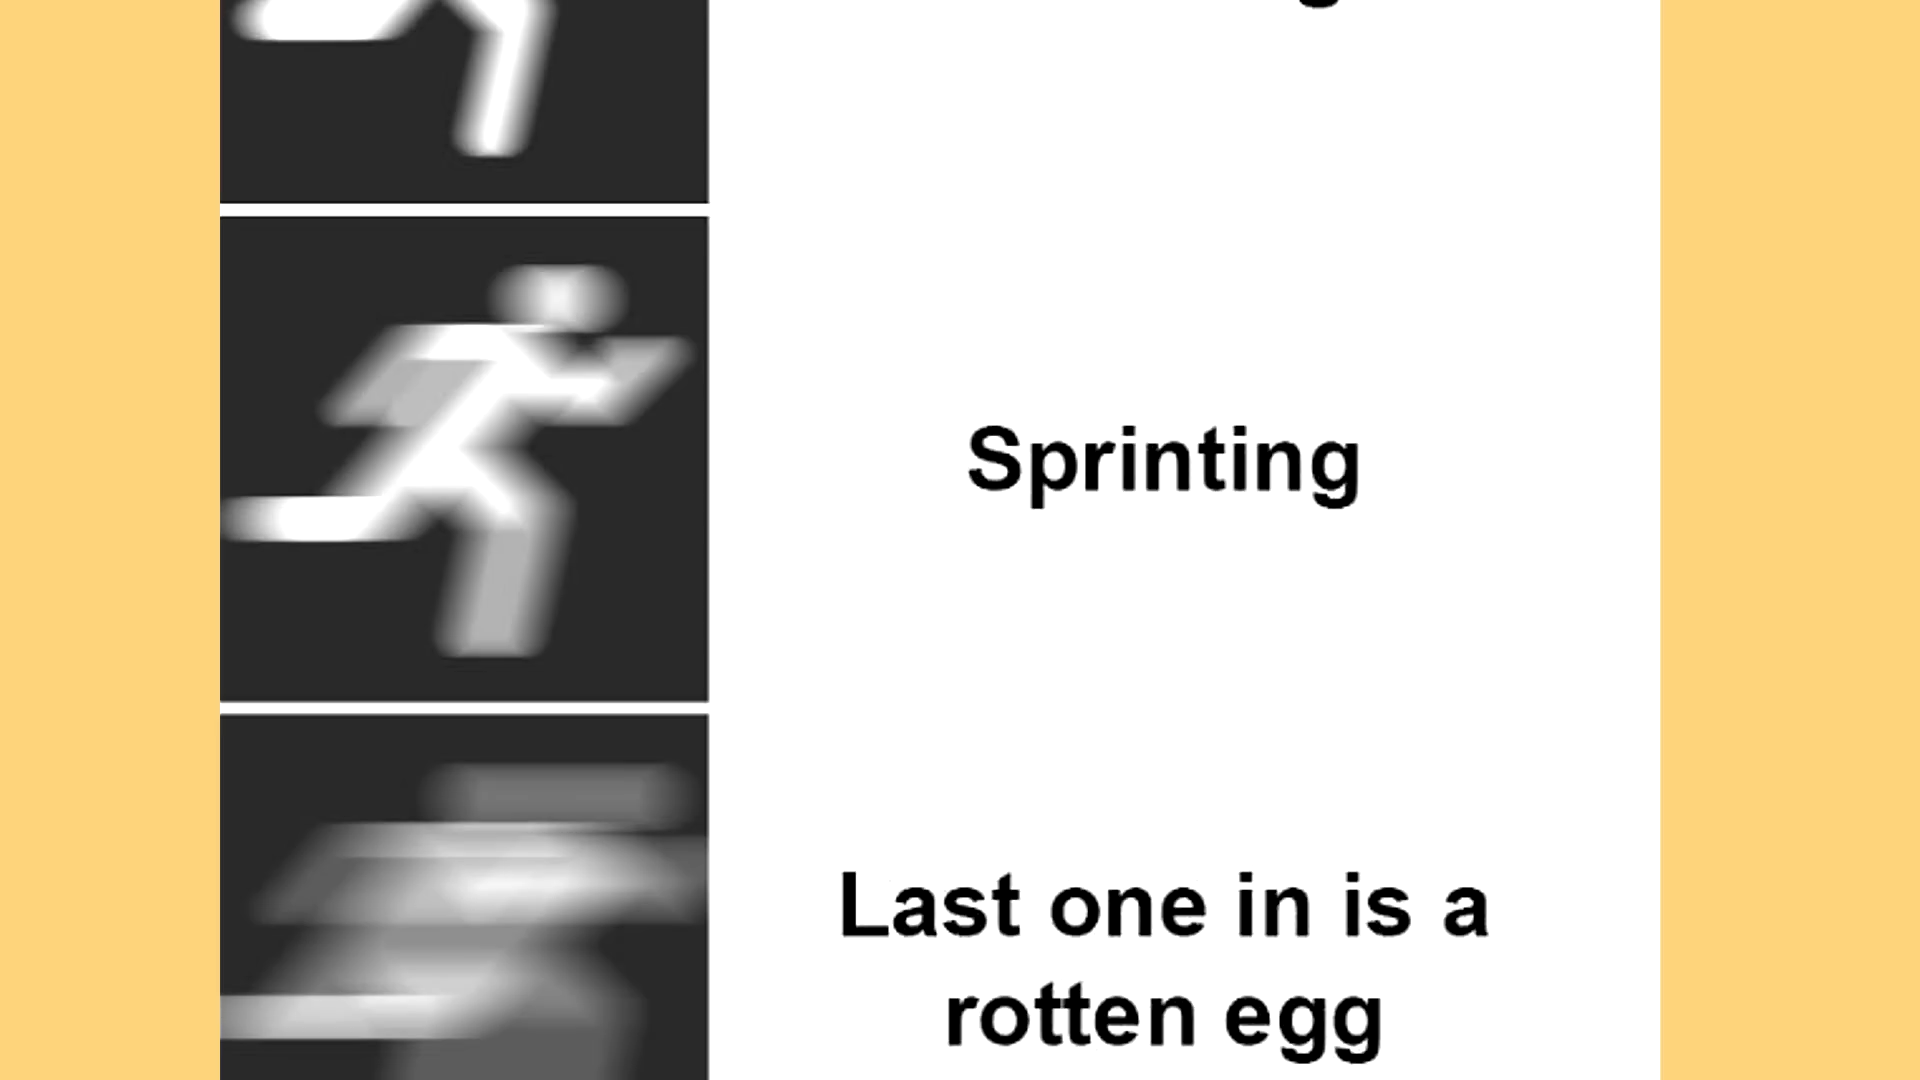 Sprinting
Last one in is a
rotten egg